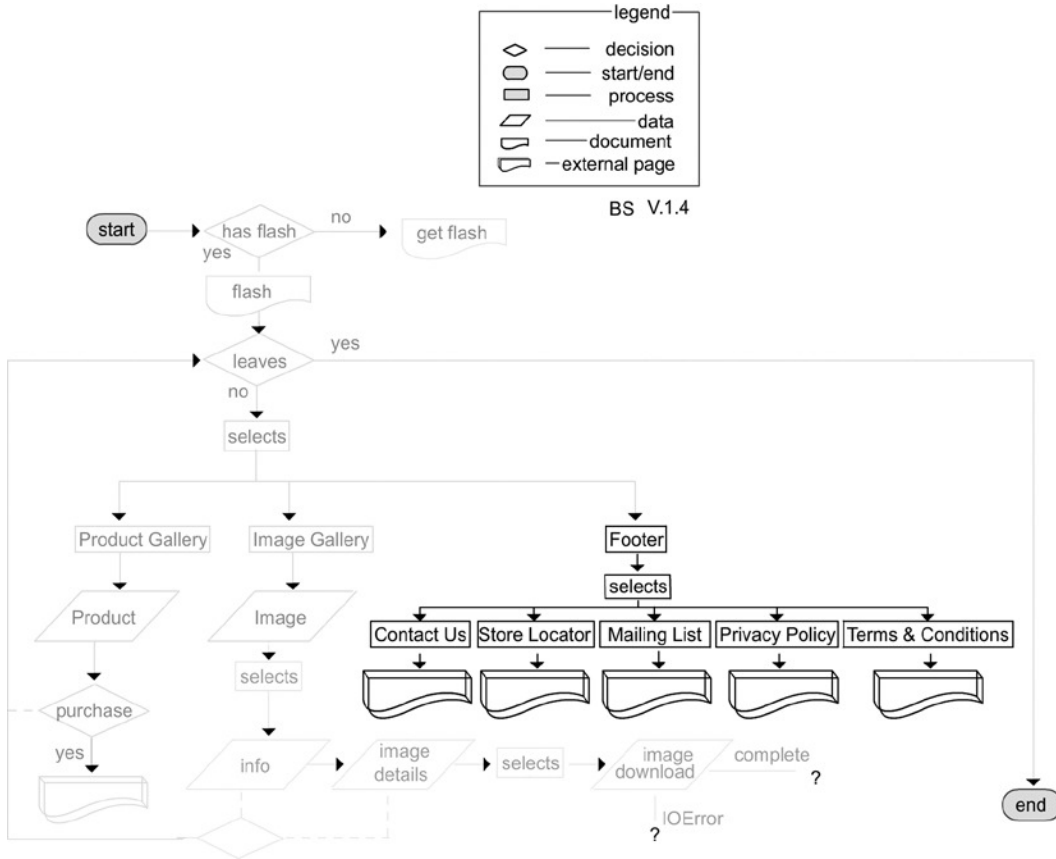 legend
decision
start/end
process
data
document
external page
BS V.1.4
start
has flash
no
get flash
yes
flash
leaves
yes
no
selects
Product Gallery
Image Gallery
Footer
selects
Product
Image
Contact Us
Store Locator
Mailing List
Privacy Policy
Terms & Conditions
selects
purchase
yes
info
image
details
selects
image
download
complete
?
IOError
?
end